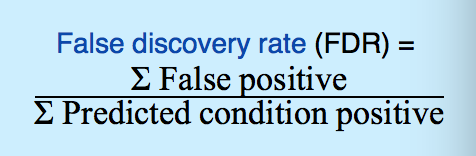 False discovery rate (FDR) =
Σ False positive
Σ Predicted condition positive